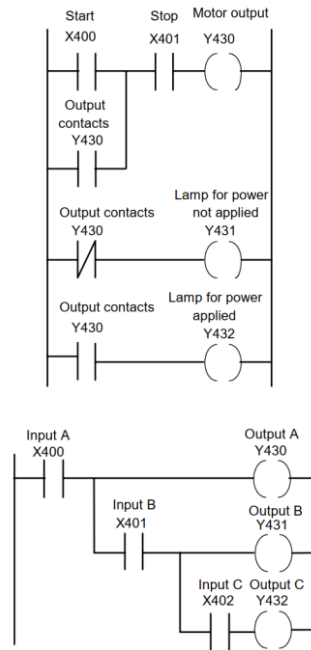 Start Stop Motor output
X400 X401 Y430
Output
contacts
Y430
Output contacts
Y430
Lamp for power
not applied
Y431
Output contacts
Y430
Lamp for power
applied
Y432
Input A
X400
Output A
Y430
Input B
X401
Output B
Y431
Input C Output C
X402 Y432